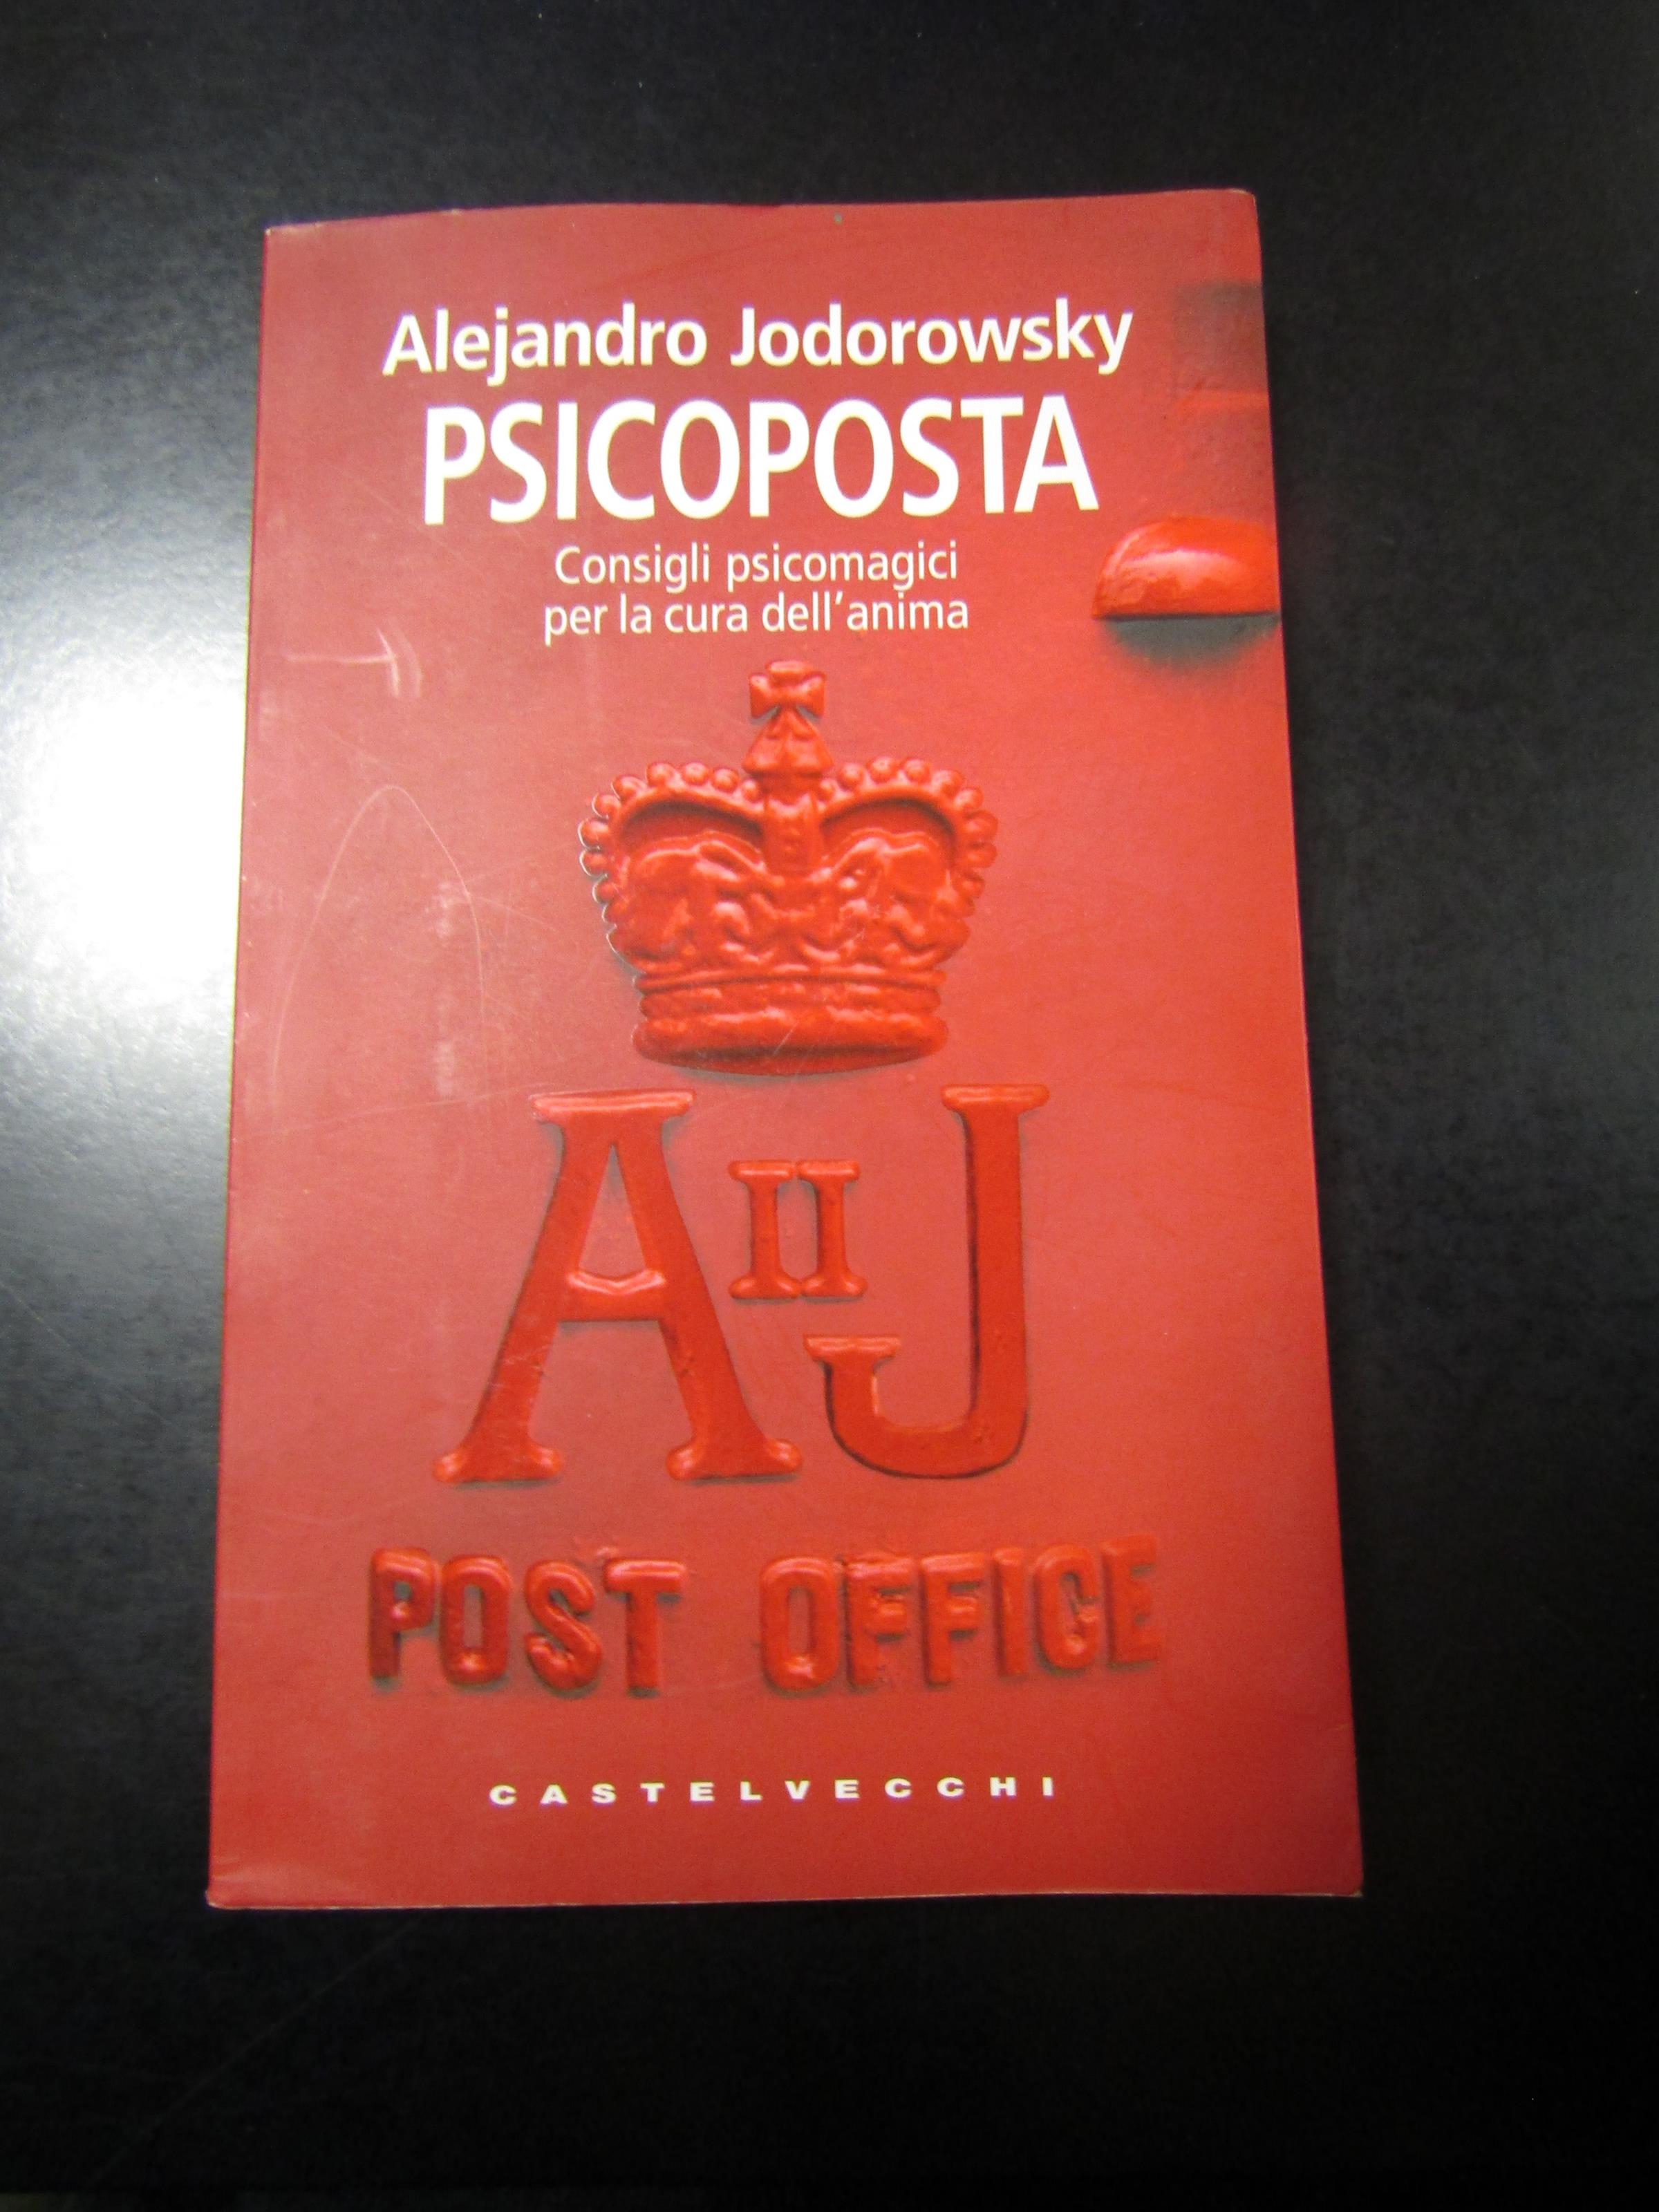 Alejandro Jodorowsky
PSICOPOSTA
Consigli psicomagici
per la cura dell'anima
A II J
POST OFFICE
CASTELVECCHI